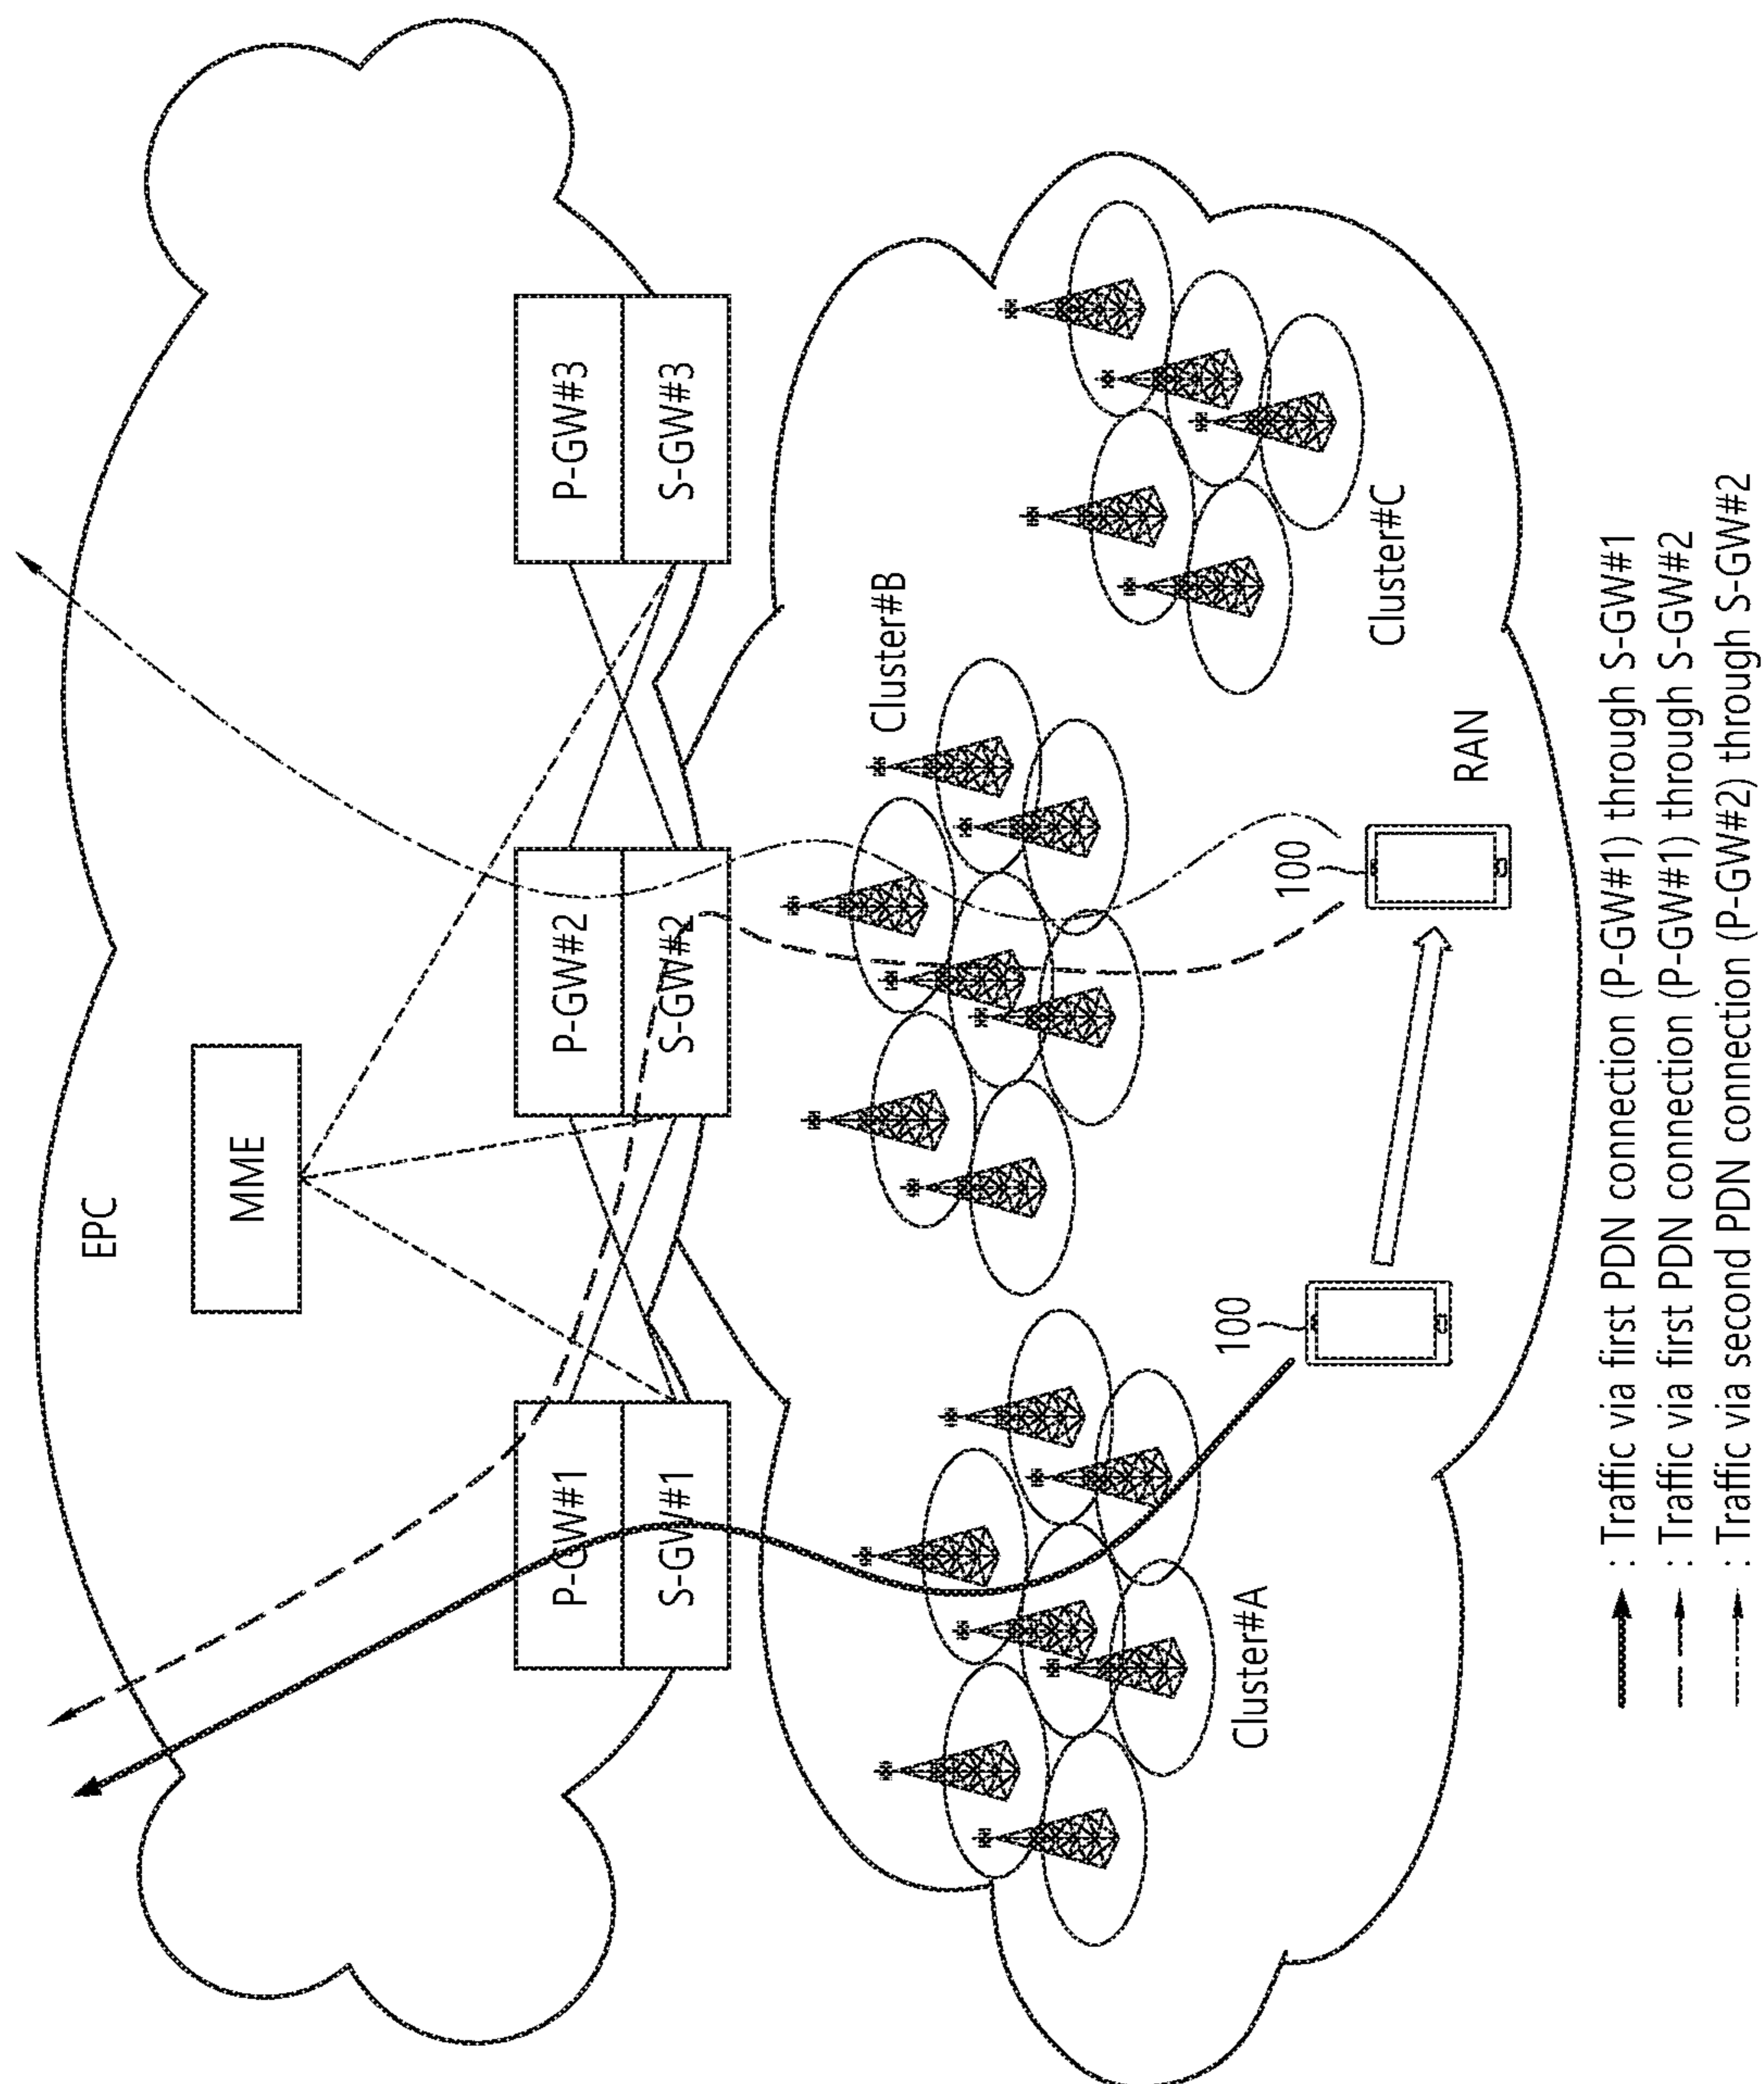 EPC
MME
P-GW#1
S-GW#1
P-GW#2
S-GW#2
P-GW#3
S-GW#3
Cluster#A
Cluster#B
Cluster#C
100
100
RAN
: Traffic via first PDN connection (P-GW#1) through S-GW#1
: Traffic via first PDN connection (P-GW#1) through S-GW#2
: Traffic via second PDN connection (P-GW#2) through S-GW#2